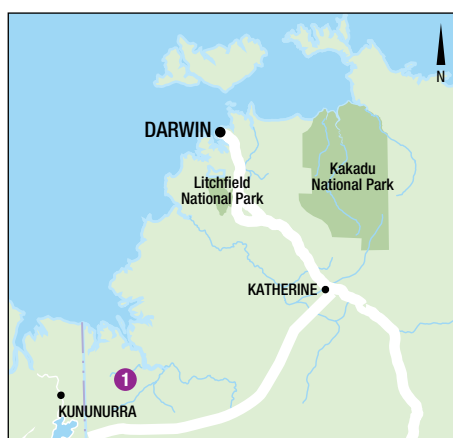 N
DARWIN
Litchfield
National Park
Kakadu
National Park
KATHERINE
1
KUNUNURRA